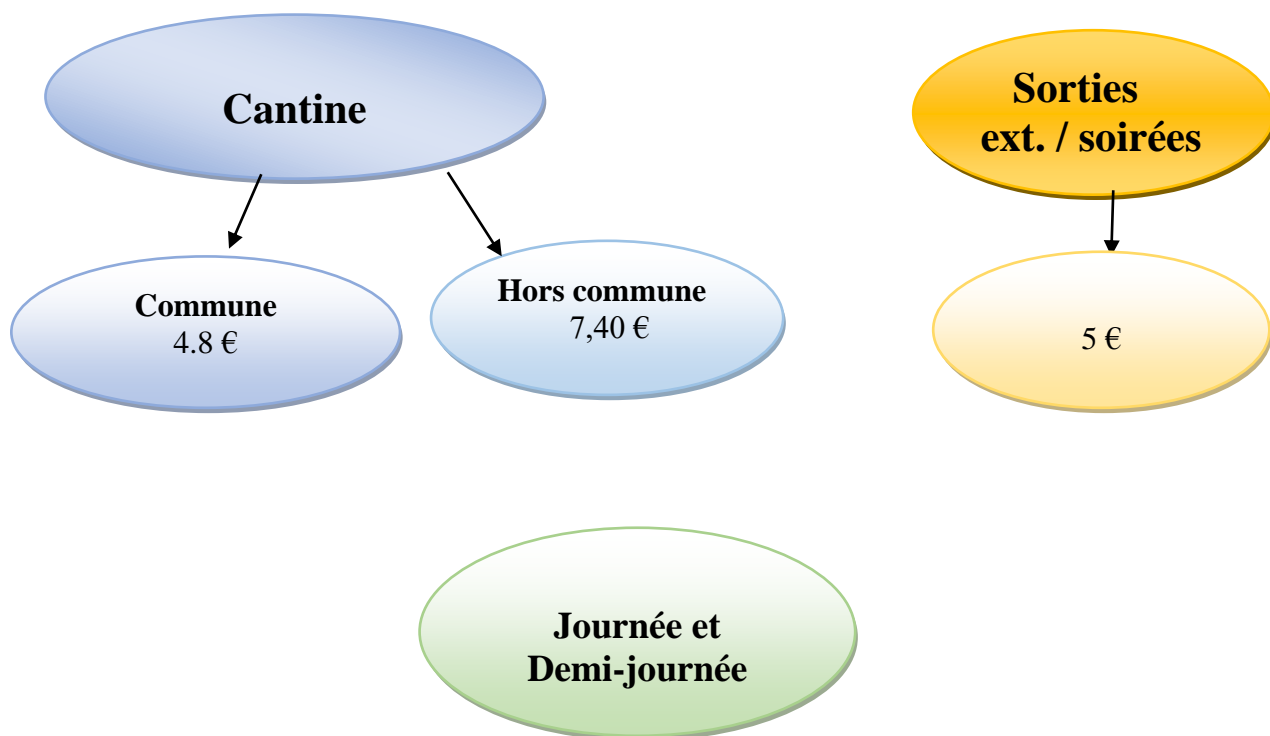 Cantine
Sorties
ext. / soirées
Commune
4.8 €
Hors commune
7,40 €
5 €
Journée et
Demi-journée